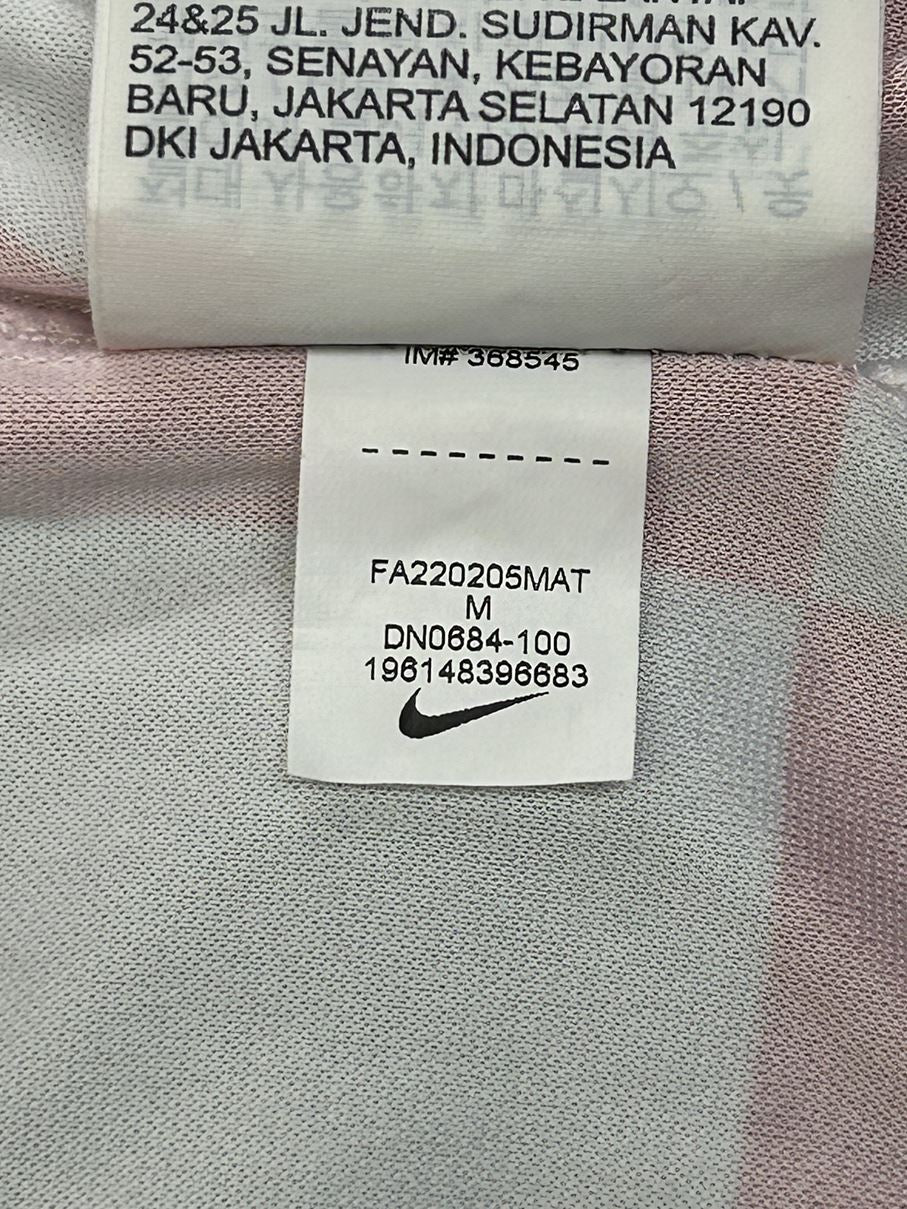 24&25 JL. JEND. SUDIRMAN KAV.
52-53, SENAYAN, KEBAYORAN
BARU, JAKARTA SELATAN 12190
DKI JAKARTA, INDONESIA
IM# 368545
FA220205MAT
M
DN0684-100
196148396683